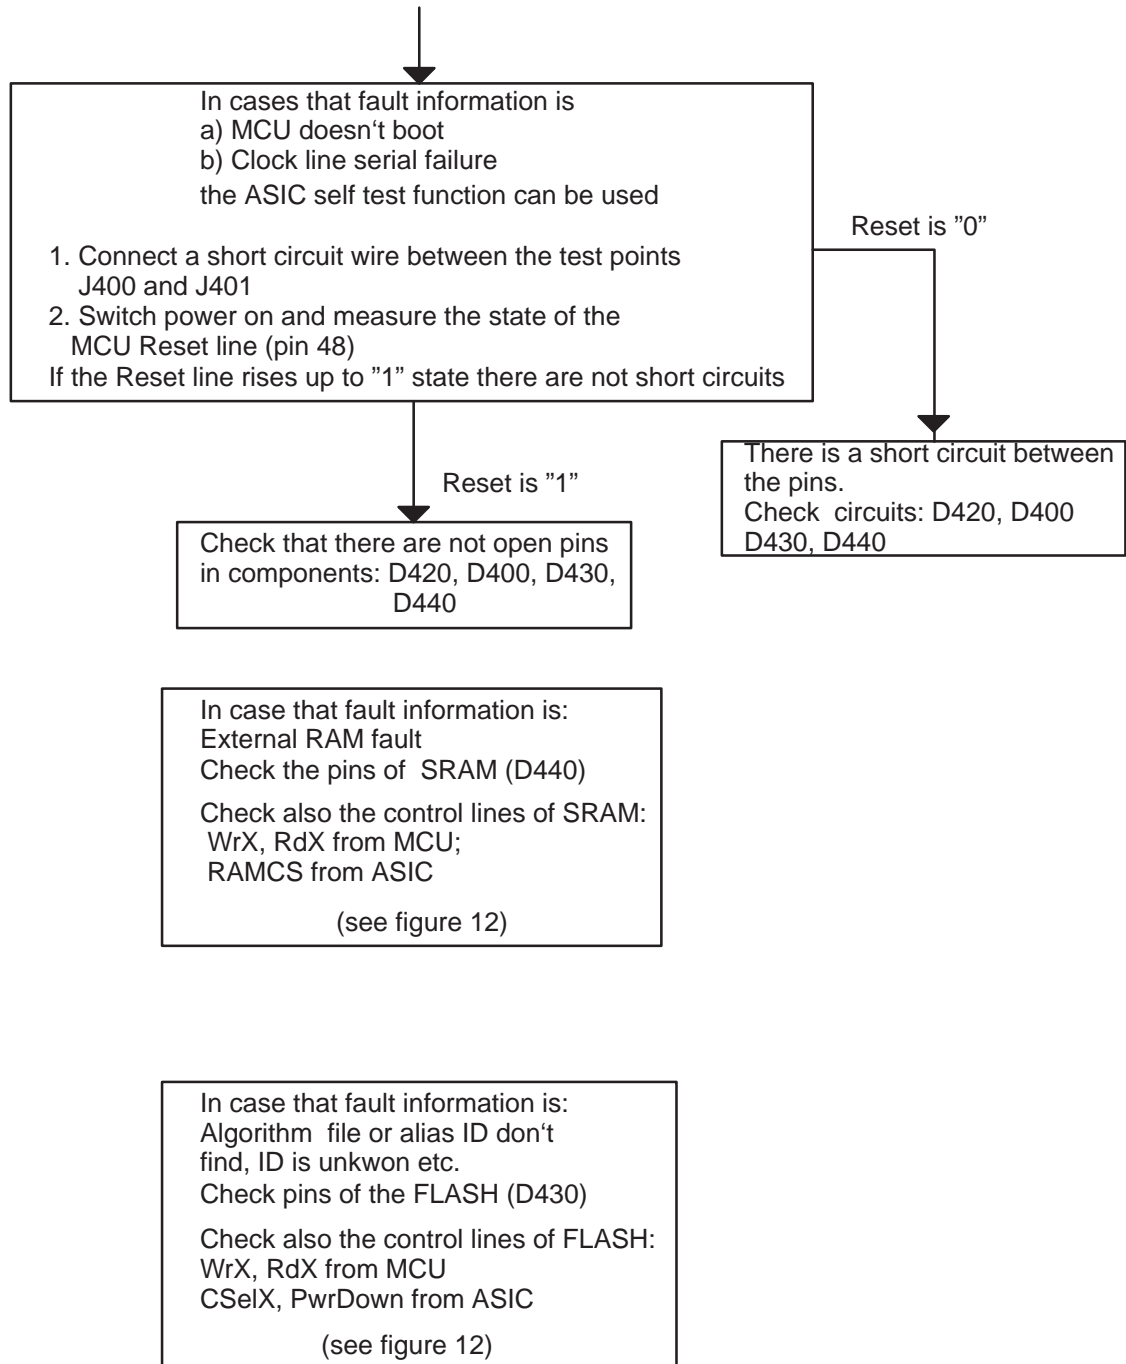 In cases that fault information is
a) MCU doesn‘t boot
b) Clock line serial failure
the ASIC self test function can be used
1. Connect a short circuit wire between the test points
J400 and J401
2. Switch power on and measure the state of the
MCU Reset line (pin 48)
If the Reset line rises up to ”1” state there are not short circuits
Reset is ”0”
There is a short circuit between
the pins.
Check circuits: D420, D400
D430, D440
Reset is ”1”
Check that there are not open pins
in components: D420, D400, D430,
D440
In case that fault information is:
External RAM fault
Check the pins of SRAM (D440)
Check also the control lines of SRAM:
WrX, RdX from MCU;
RAMCS from ASIC
(see figure 12)
In case that fault information is:
Algorithm file or alias ID don‘t
find, ID is unkwon etc.
Check pins of the FLASH (D430)
Check also the control lines of FLASH:
WrX, RdX from MCU
CSelX, PwrDown from ASIC
(see figure 12)